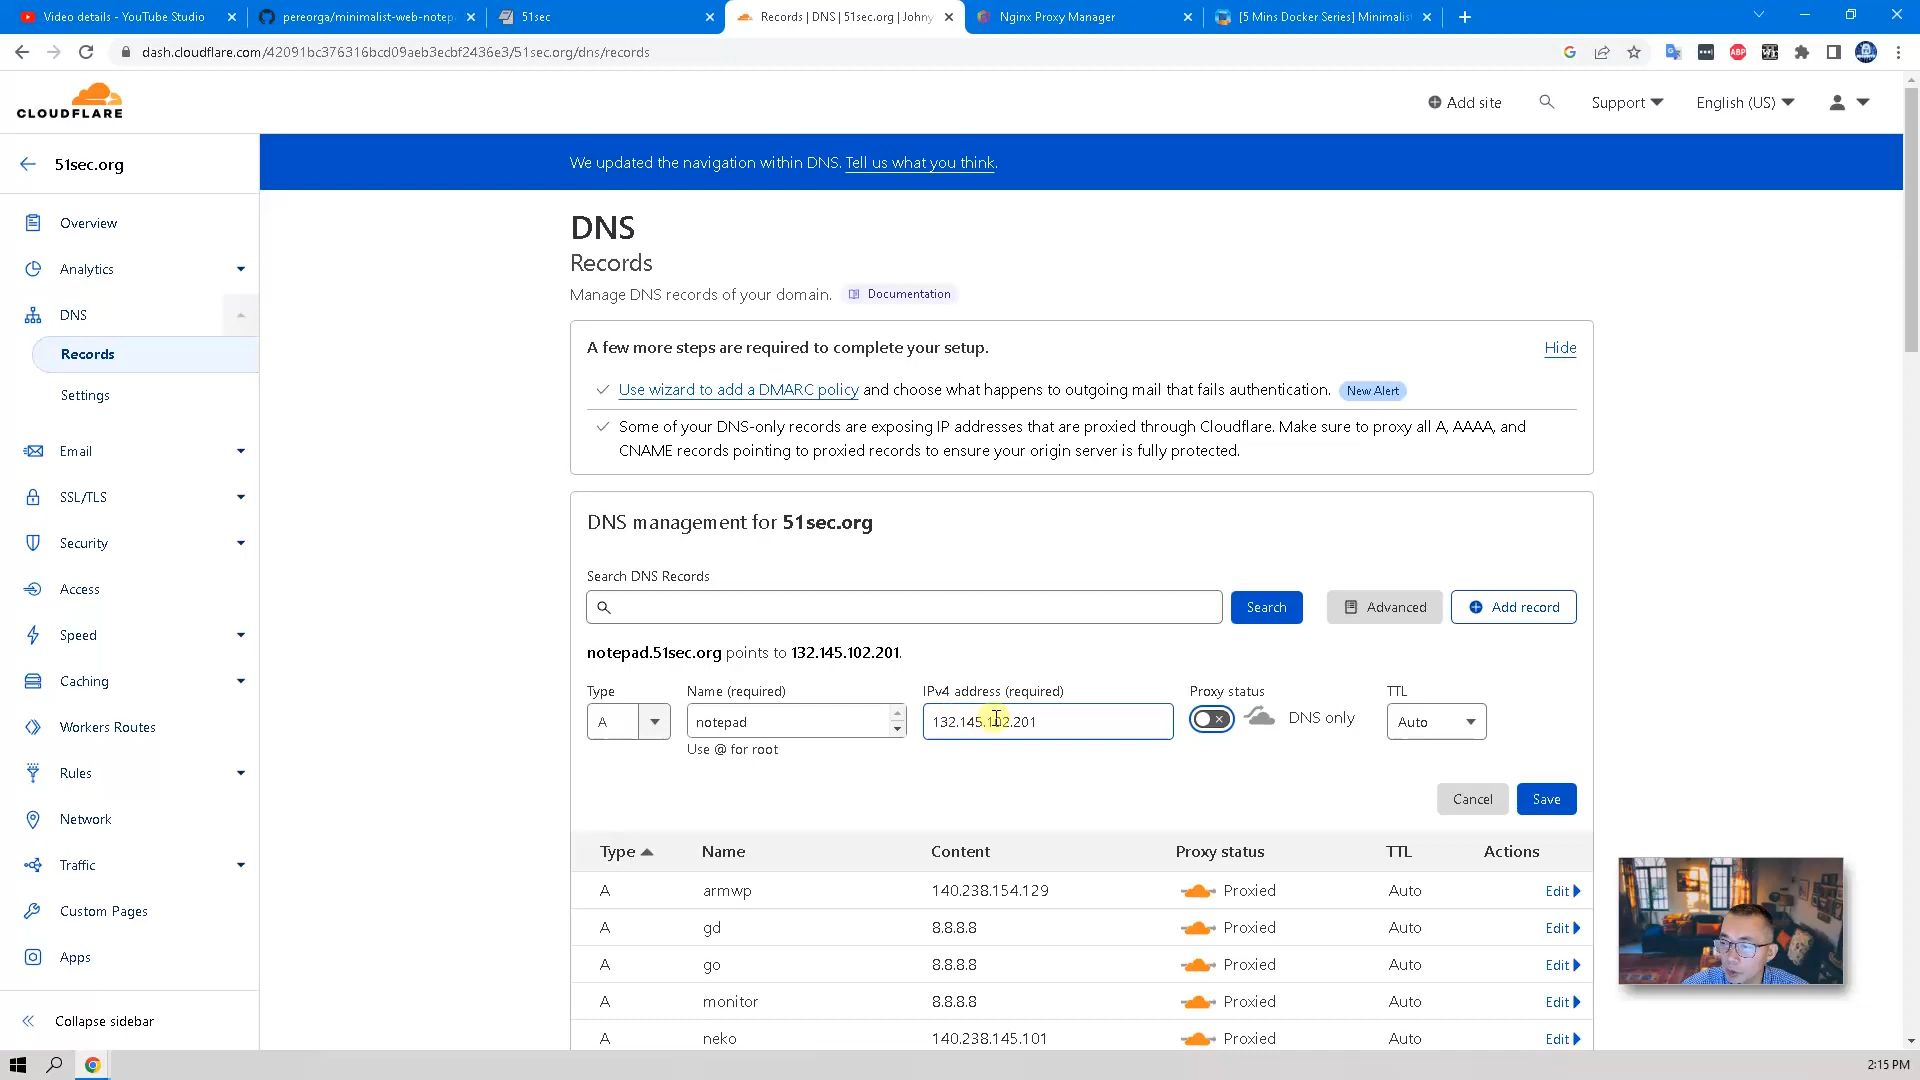 Video details - YouTube Studio
pereorga/minimalist-web-notep
51sec
Records | DNS | 51sec.org | Johny
Nginx Proxy Manager
[5 Mins Docker Series] Minimalis
dash.cloudflare.com/42091bc376316bcd09aeb3ecbf2436e3/51sec.org/dns/records
ABP
CLOUDFLARE
Add site
Support
English (US)
51sec.org
We updated the navigation within DNS. Tell us what you think.
Overview
Analytics
DNS
Records
Settings
Email
SSL/TLS
Security
Access
Speed
Caching
Workers Routes
Rules
Network
Traffic
Custom Pages
Apps
Collapse sidebar
DNS
Records
Manage DNS records of your domain. Documentation
A few more steps are required to complete your setup. Hide
Use wizard to add a DMARC policy and choose what happens to outgoing mail that fails authentication. New Alert
Some of your DNS-only records are exposing IP addresses that are proxied through Cloudflare. Make sure to proxy all A, AAAA, and
CNAME records pointing to proxied records to ensure your origin server is fully protected.
DNS management for 51sec.org
Search DNS Records
Search Advanced Add record
notepad.51sec.org points to 132.145.102.201.
Type Name (required) IPv4 address (required) Proxy status TTL
A notepad 132.145.102.201 DNS only Auto
Use @ for root
Cancel Save
Type Name Content Proxy status TTL Actions
A armwp 140.238.154.129 Proxied Auto Edit
A gd 8.8.8.8 Proxied Auto Edit
A go 8.8.8.8 Proxied Auto Edit
A monitor 8.8.8.8 Proxied Auto Edit
A neko 140.238.145.101 Proxied Auto Edit
2:15 PM